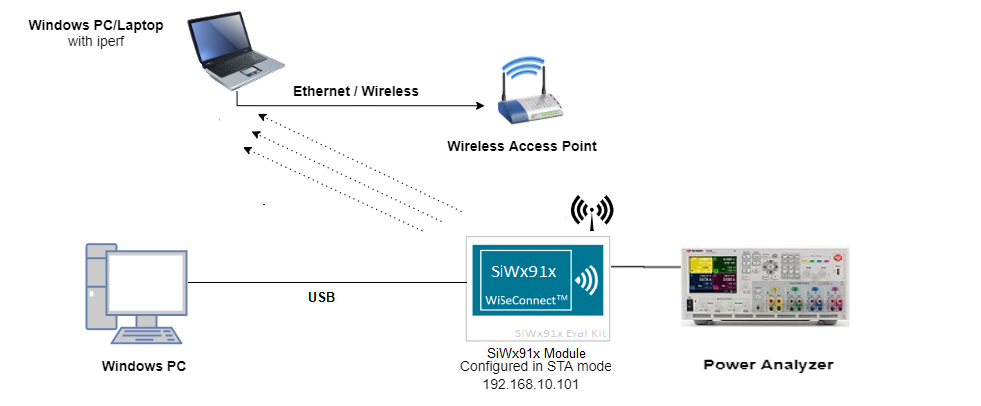 Windows PC/Laptop
with iperf
Ethernet / Wireless
Wireless Access Point
SiWx91x
WiSeConnect™
SiWx91x Eval Kit
USB
Windows PC
SiWx91x Module
Configured in STA mode
192.168.10.101
Power Analyzer